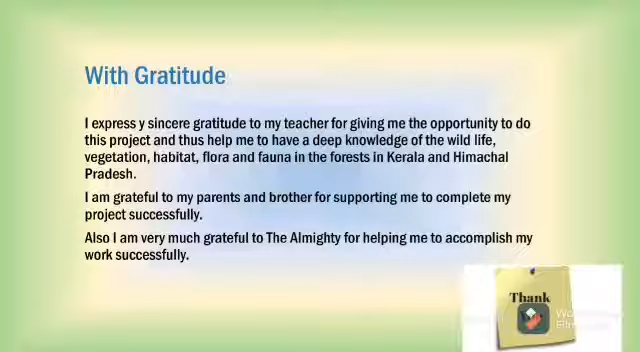 With Gratitude
I express y sincere gratitude to my teacher for giving me the opportunity to do
this project and thus help me to have a deep knowledge of the wild life,
vegetation, habitat, flora and fauna in the forests in Kerala and Himachal
Pradesh.
I am grateful to my parents and brother for supporting me to complete my
project successfully.
Also I am very much grateful to The Almighty for helping me to accomplish my
work successfully.
Thank